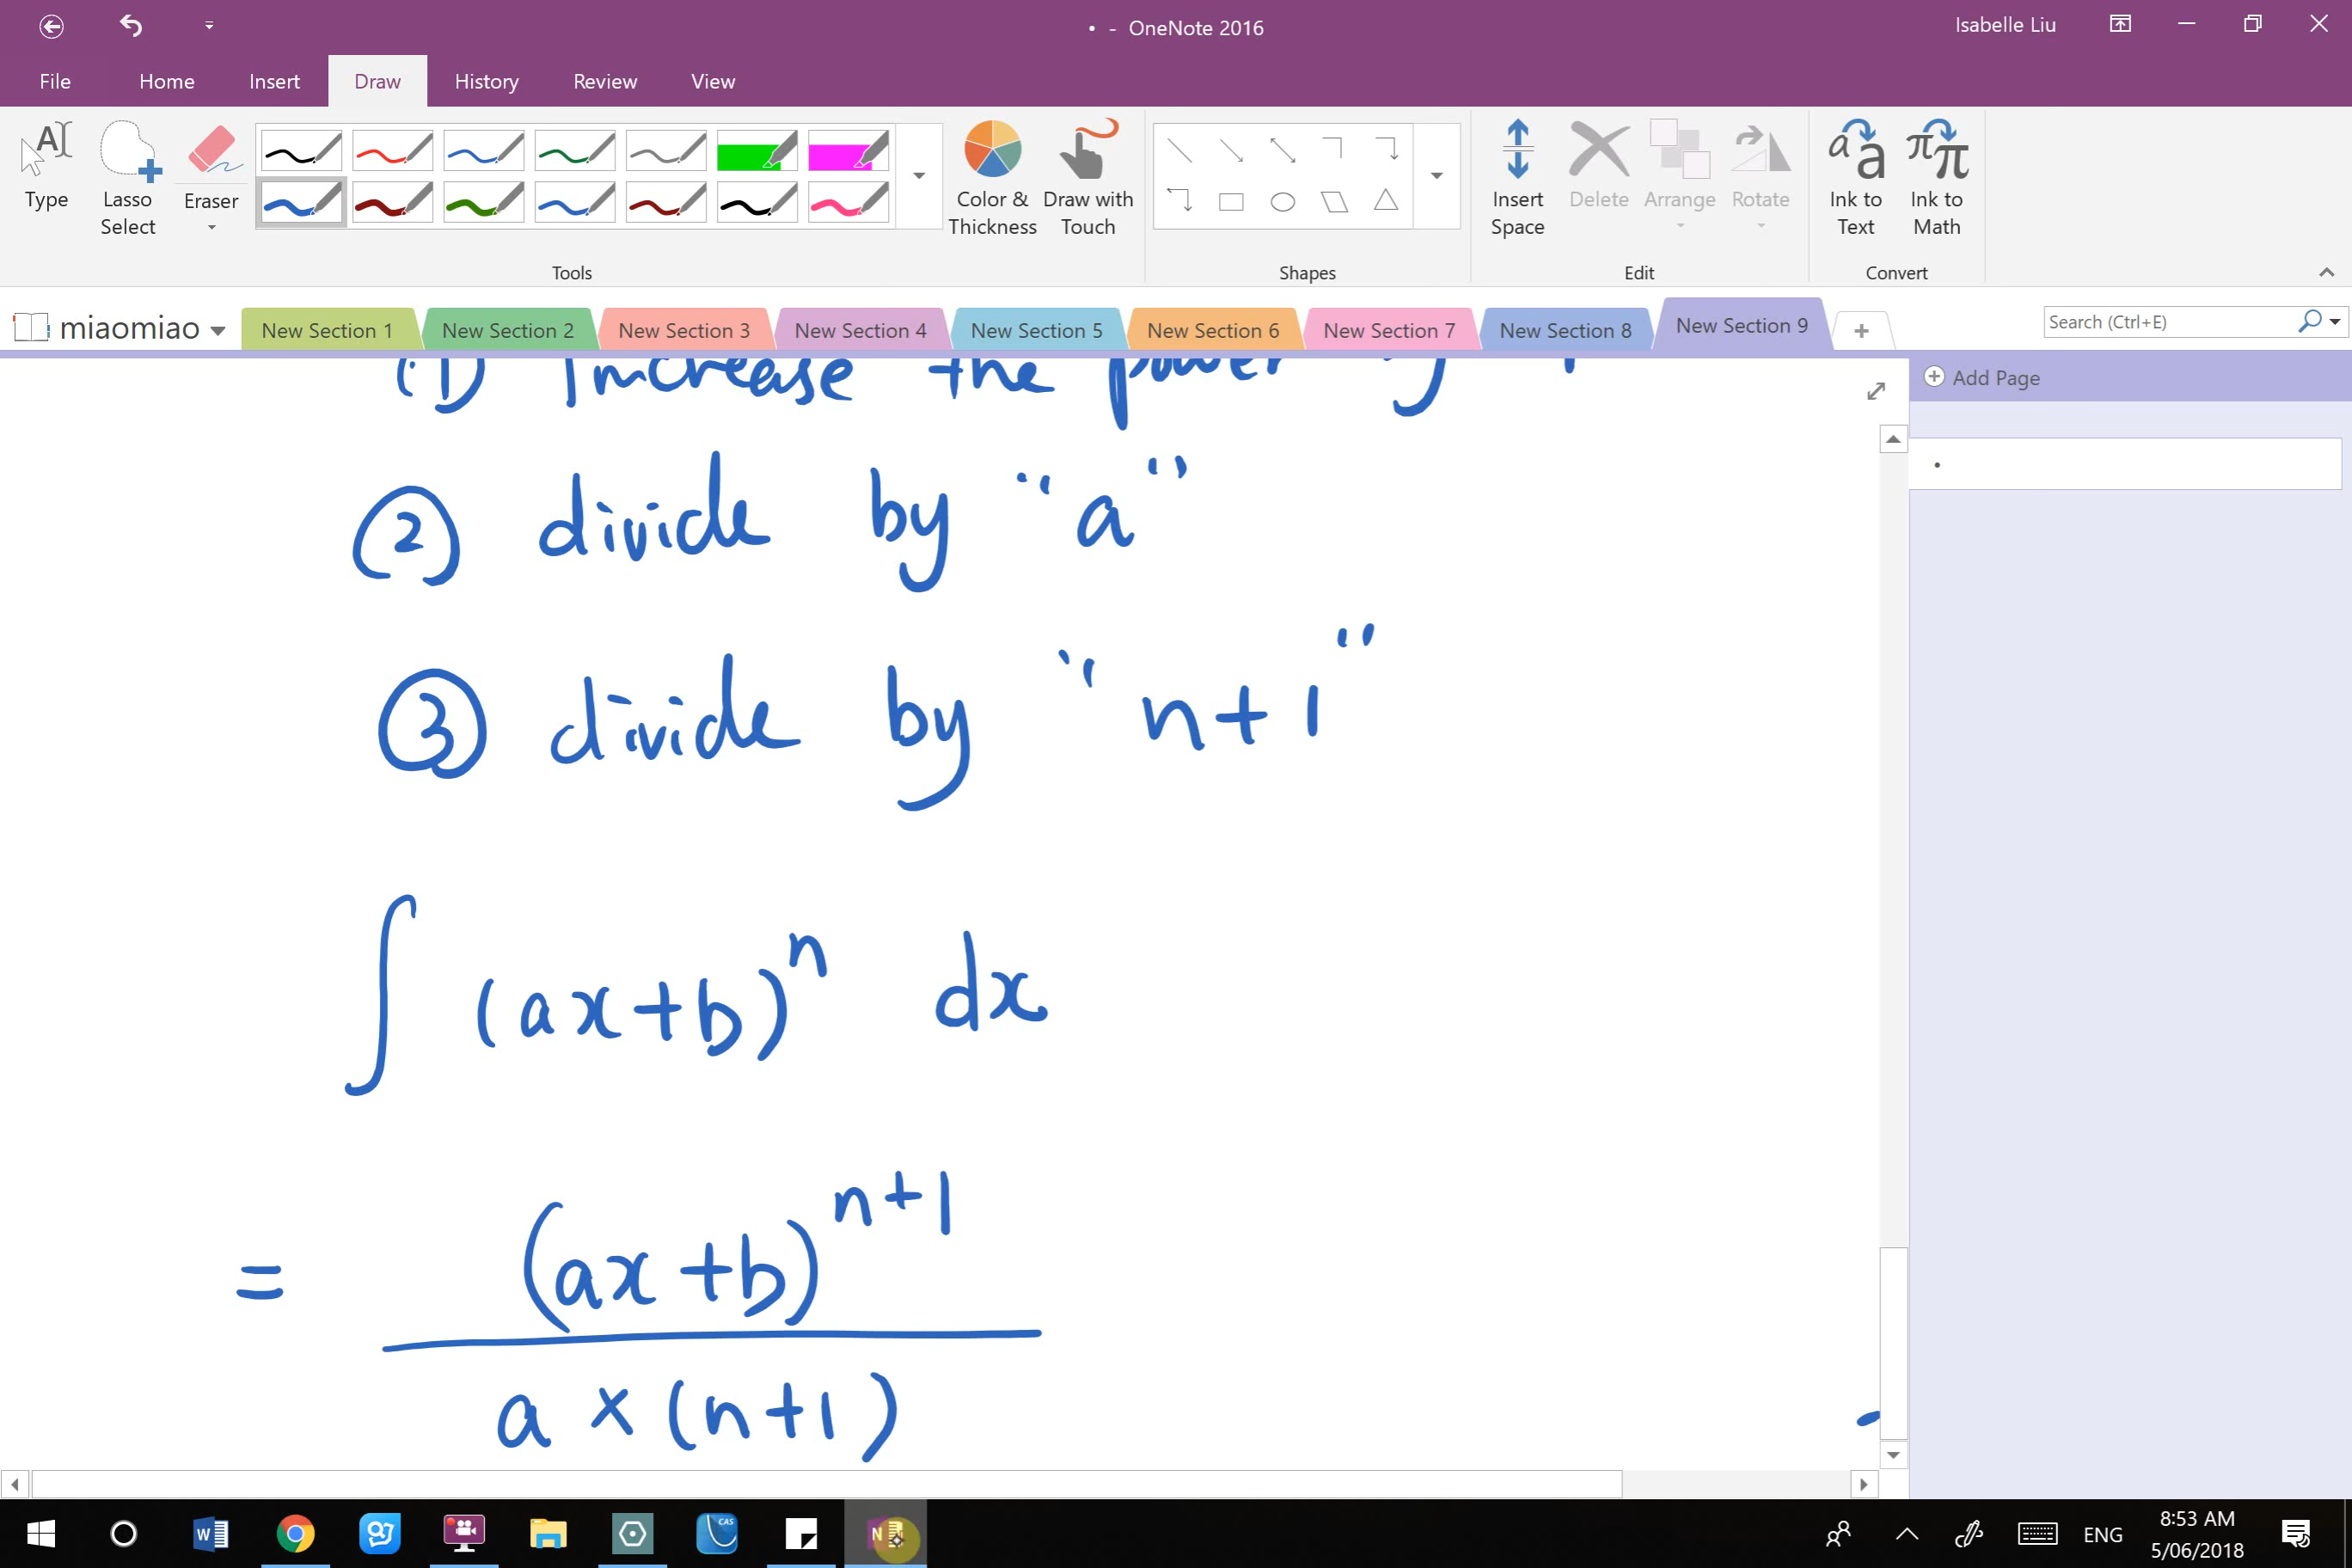 • - OneNote 2016
Isabelle Liu
File Home Insert Draw History Review View
Type
Lasso Select
Eraser
Color & Thickness
Draw with Touch
Insert Space
Delete
Arrange
Rotate
Ink to Text
Ink to Math
Tools Shapes Edit Convert
miaomiao New Section 1 New Section 2 New Section 3 New Section 4 New Section 5 New Section 6 New Section 7 New Section 8 New Section 9 + Search (Ctrl+E)
Add Page
•
(1) Increase the power
② divide by "a"
③ divide by "n+1"
∫ (ax+b)^n dx
= (ax+b)^(n+1)
a × (n+1)
ENG
8:53 AM
5/06/2018